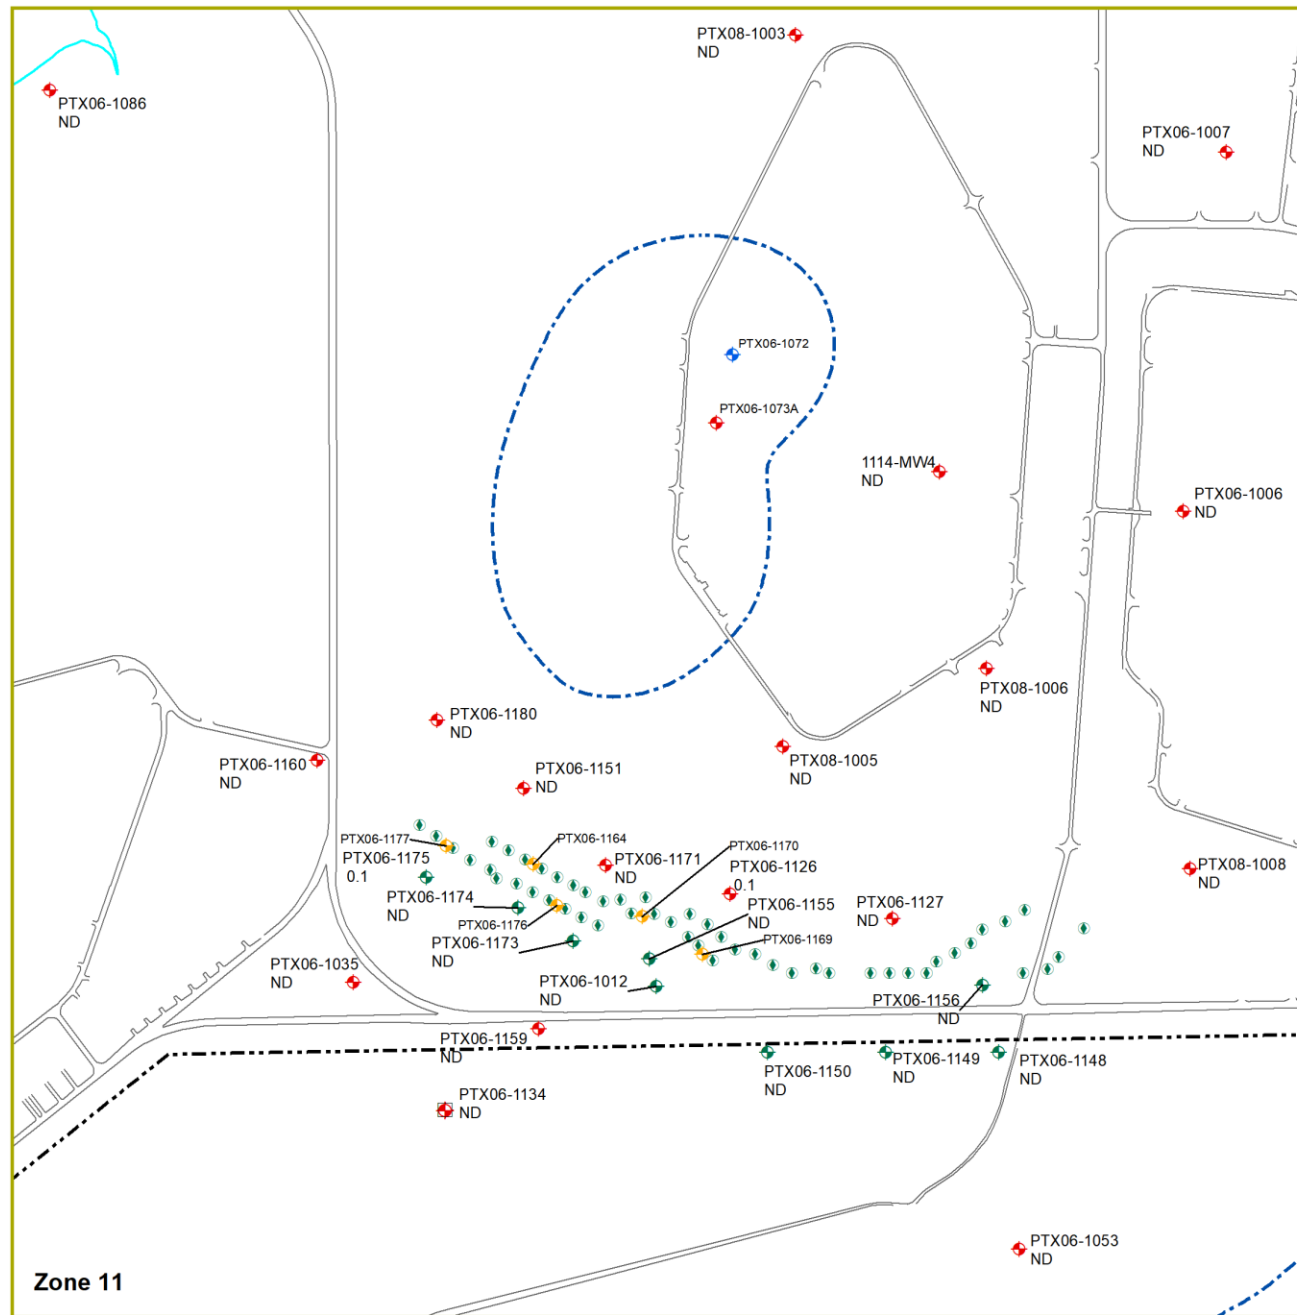 PTX08-1003
ND
PTX06-1086
ND
PTX06-1007
ND
PTX06-1072
PTX06-1073A
1114-MW4
ND
PTX06-1006
ND
PTX08-1006
ND
PTX06-1180
ND
PTX08-1005
ND
PTX06-1160
ND
PTX06-1151
ND
PTX06-1177
PTX06-1164
PTX06-1170
PTX06-1175
0.1
PTX06-1171
ND
PTX06-1126
0.1
PTX08-1008
ND
PTX06-1174
ND
PTX06-1155
ND
PTX06-1127
ND
PTX06-1176
PTX06-1173
ND
PTX06-1169
PTX06-1035
ND
PTX06-1012
ND
PTX06-1156
ND
PTX06-1159
ND
PTX06-1150
ND
PTX06-1149
ND
PTX06-1148
ND
PTX06-1134
ND
PTX06-1053
ND
Zone 11